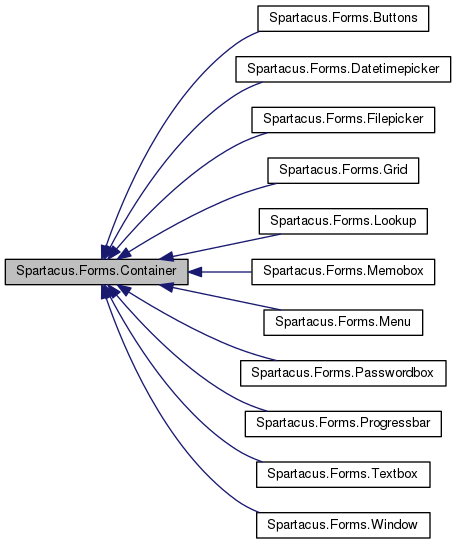 Spartacus.Forms.Buttons
Spartacus.Forms.Datetimepicker
Spartacus.Forms.Filepicker
Spartacus.Forms.Grid
Spartacus.Forms.Lookup
Spartacus.Forms.Container
Spartacus.Forms.Memobox
Spartacus.Forms.Menu
Spartacus.Forms.Passwordbox
Spartacus.Forms.Progressbar
Spartacus.Forms.Textbox
Spartacus.Forms.Window